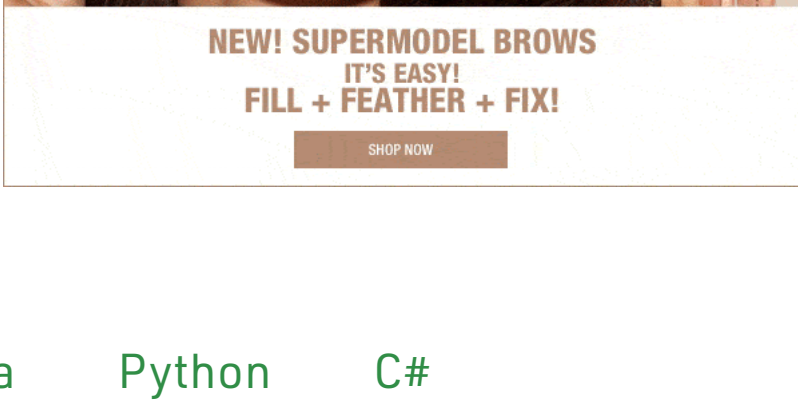 NEW! SUPERMODEL BROWS
IT'S EASY!
FILL + FEATHER + FIX!
SHOP NOW
a Python C#